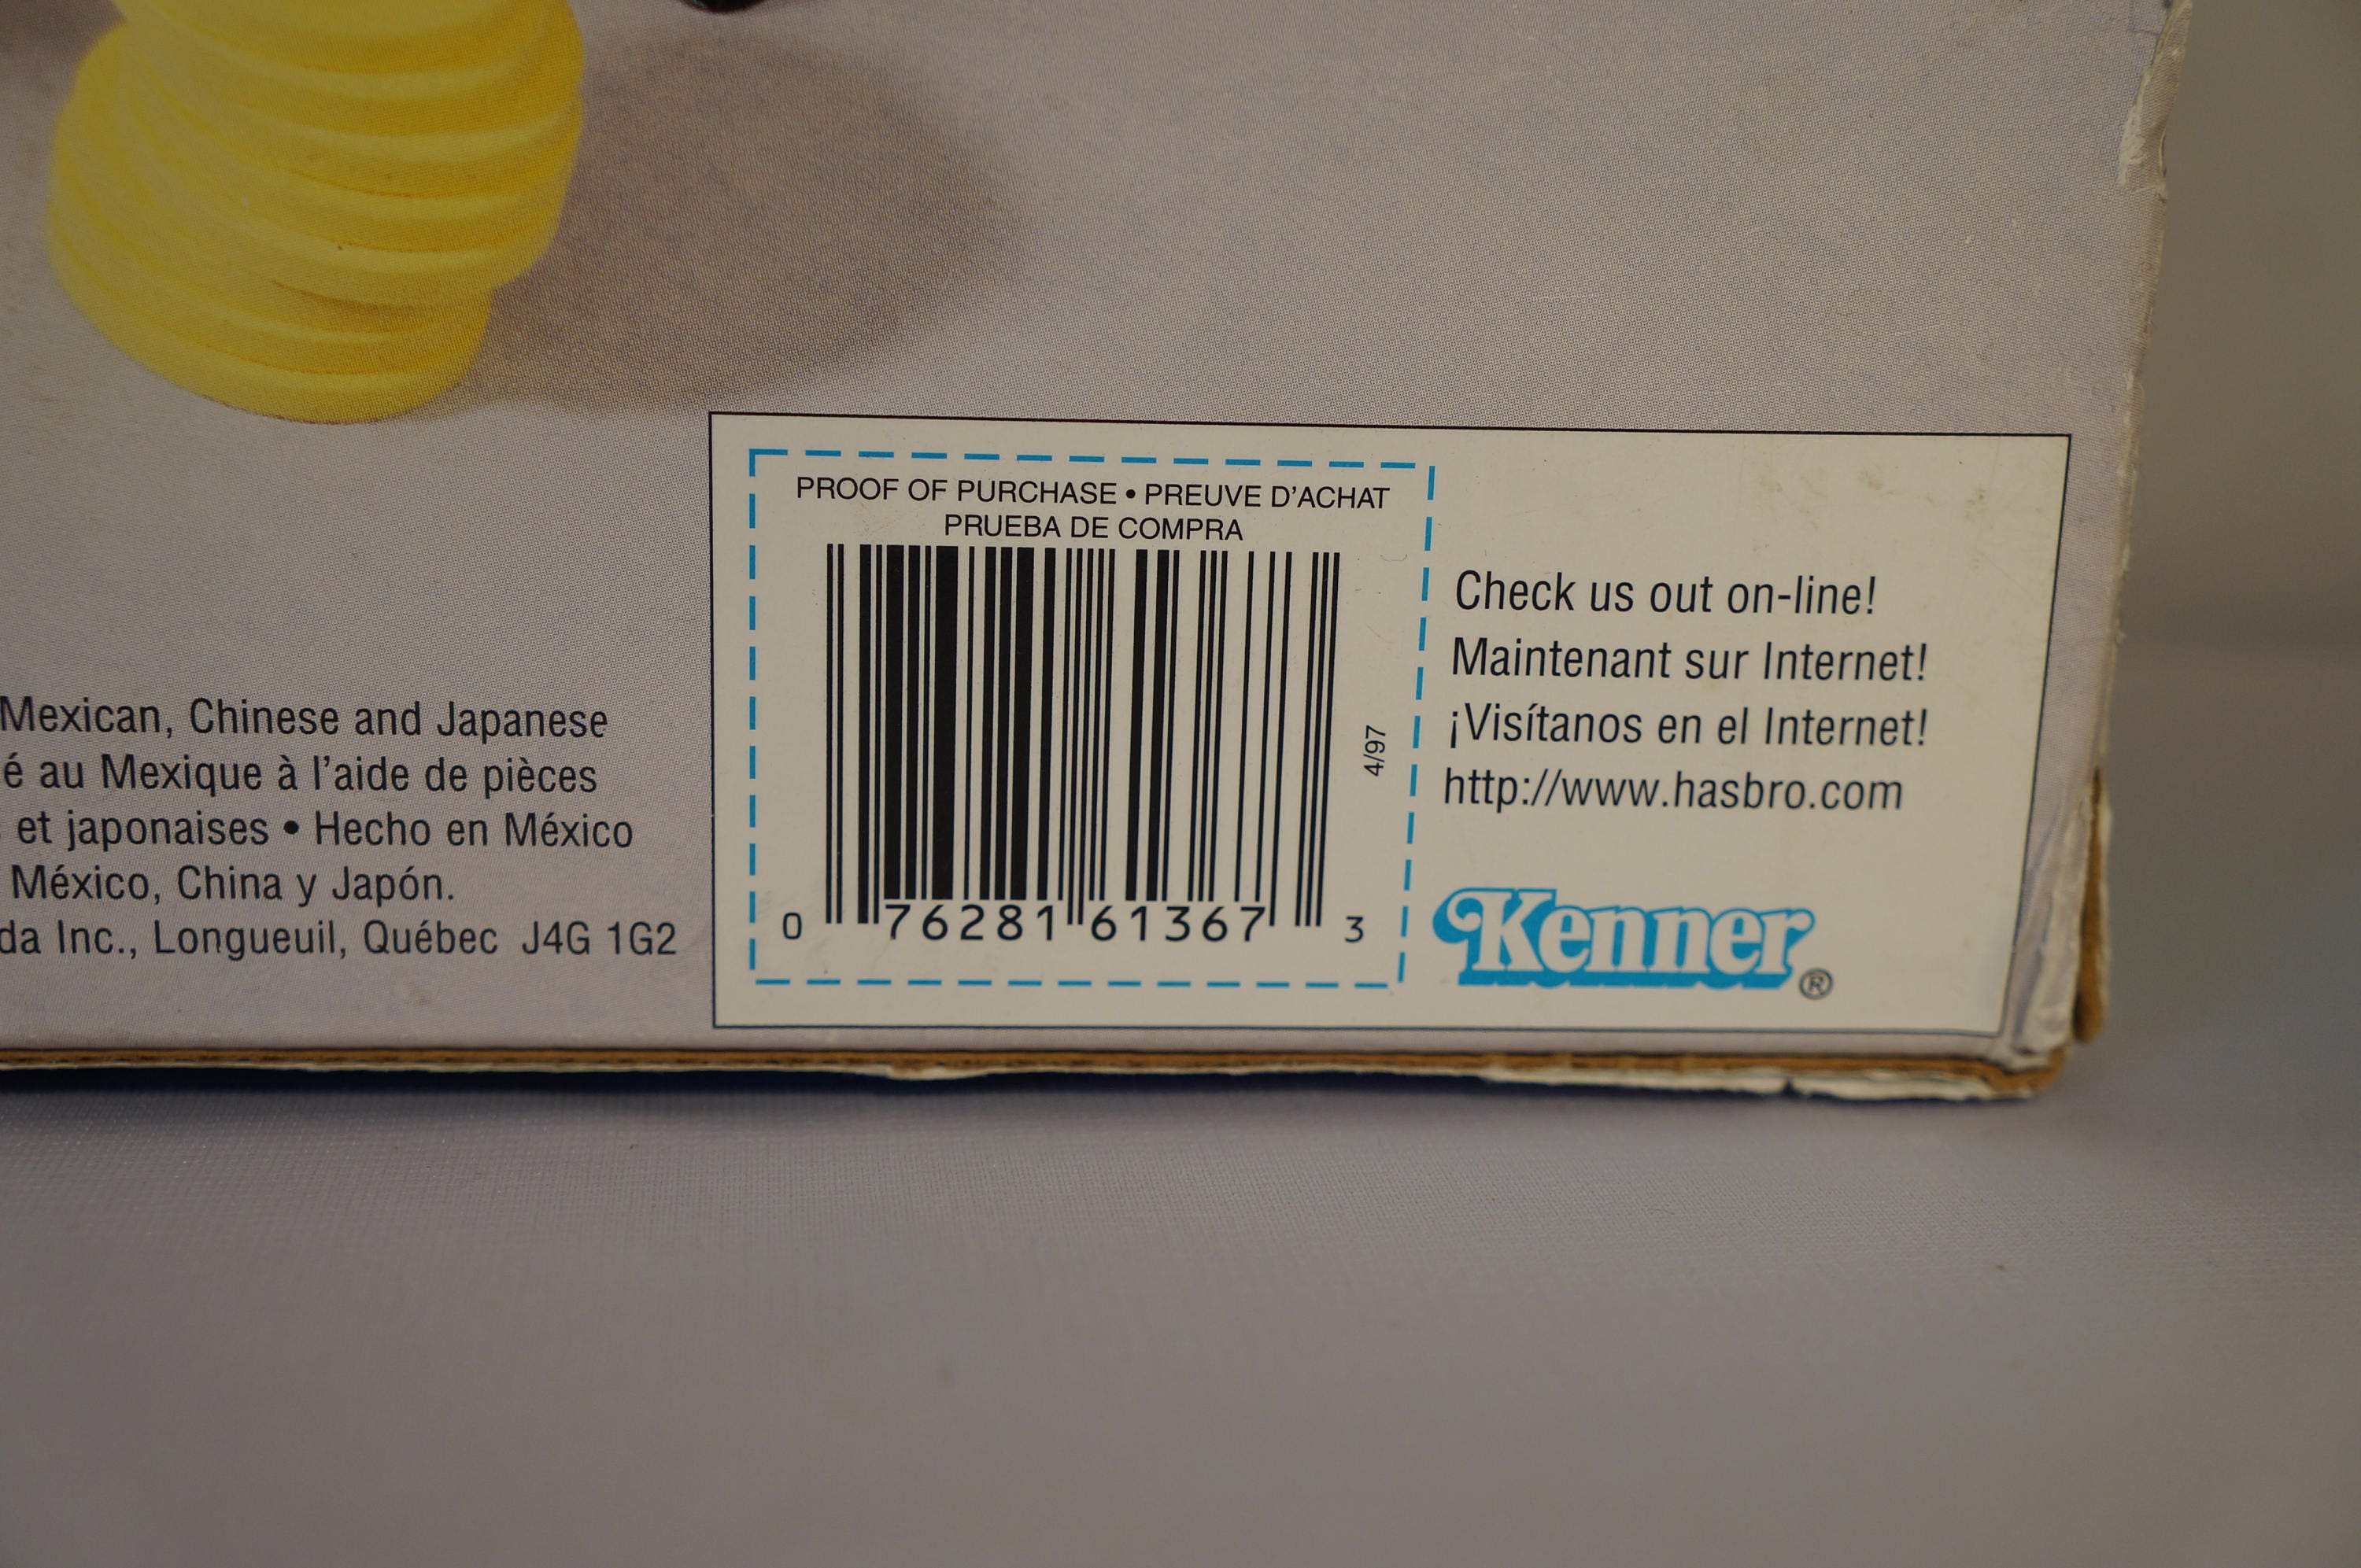 Mexican, Chinese and Japanese
é au Mexique à l'aide de pièces
et japonaises • Hecho en México
México, China y Japón.
da Inc., Longueuil, Québec J4G 1G2
PROOF OF PURCHASE • PREUVE D'ACHAT
PRUEBA DE COMPRA
4/97
0 76281 61367 3
Check us out on-line!
Maintenant sur Internet!
¡Visítanos en el Internet!
http://www.hasbro.com
Kenner®